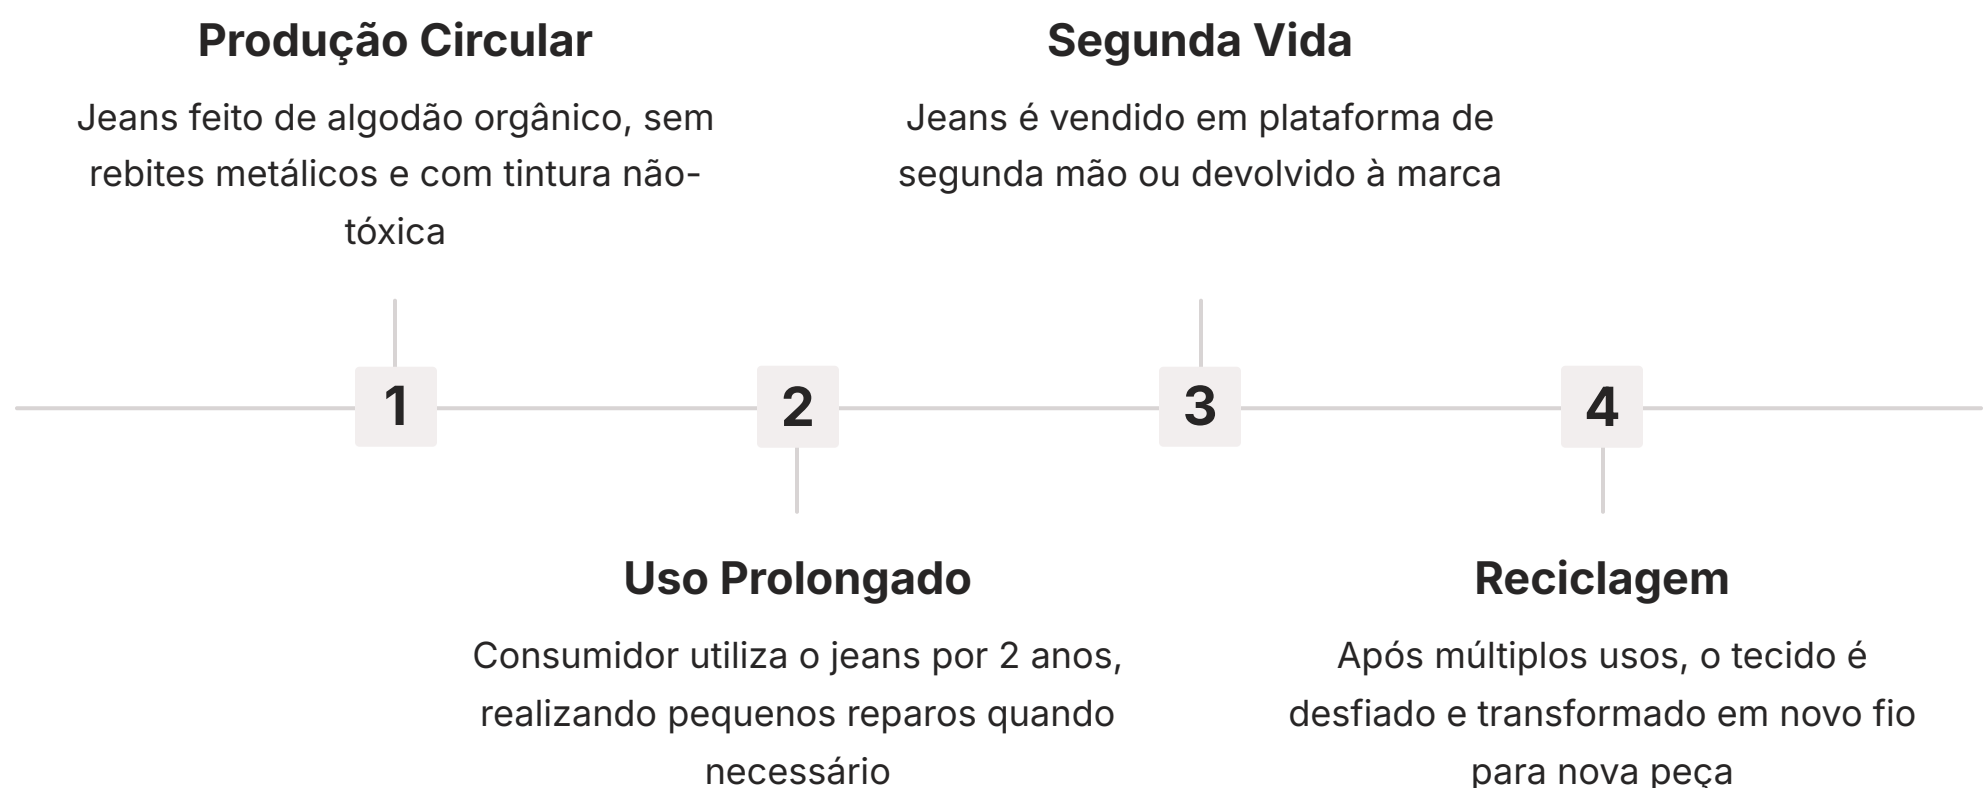 Produção Circular
Jeans feito de algodão orgânico, sem
rebites metálicos e com tintura não-
tóxica
1
Uso Prolongado
Consumidor utiliza o jeans por 2 anos,
realizando pequenos reparos quando
necessário
2
Segunda Vida
Jeans é vendido em plataforma de
segunda mão ou devolvido à marca
3
Reciclagem
Após múltiplos usos, o tecido é
desfiado e transformado em novo fio
para nova peça
4